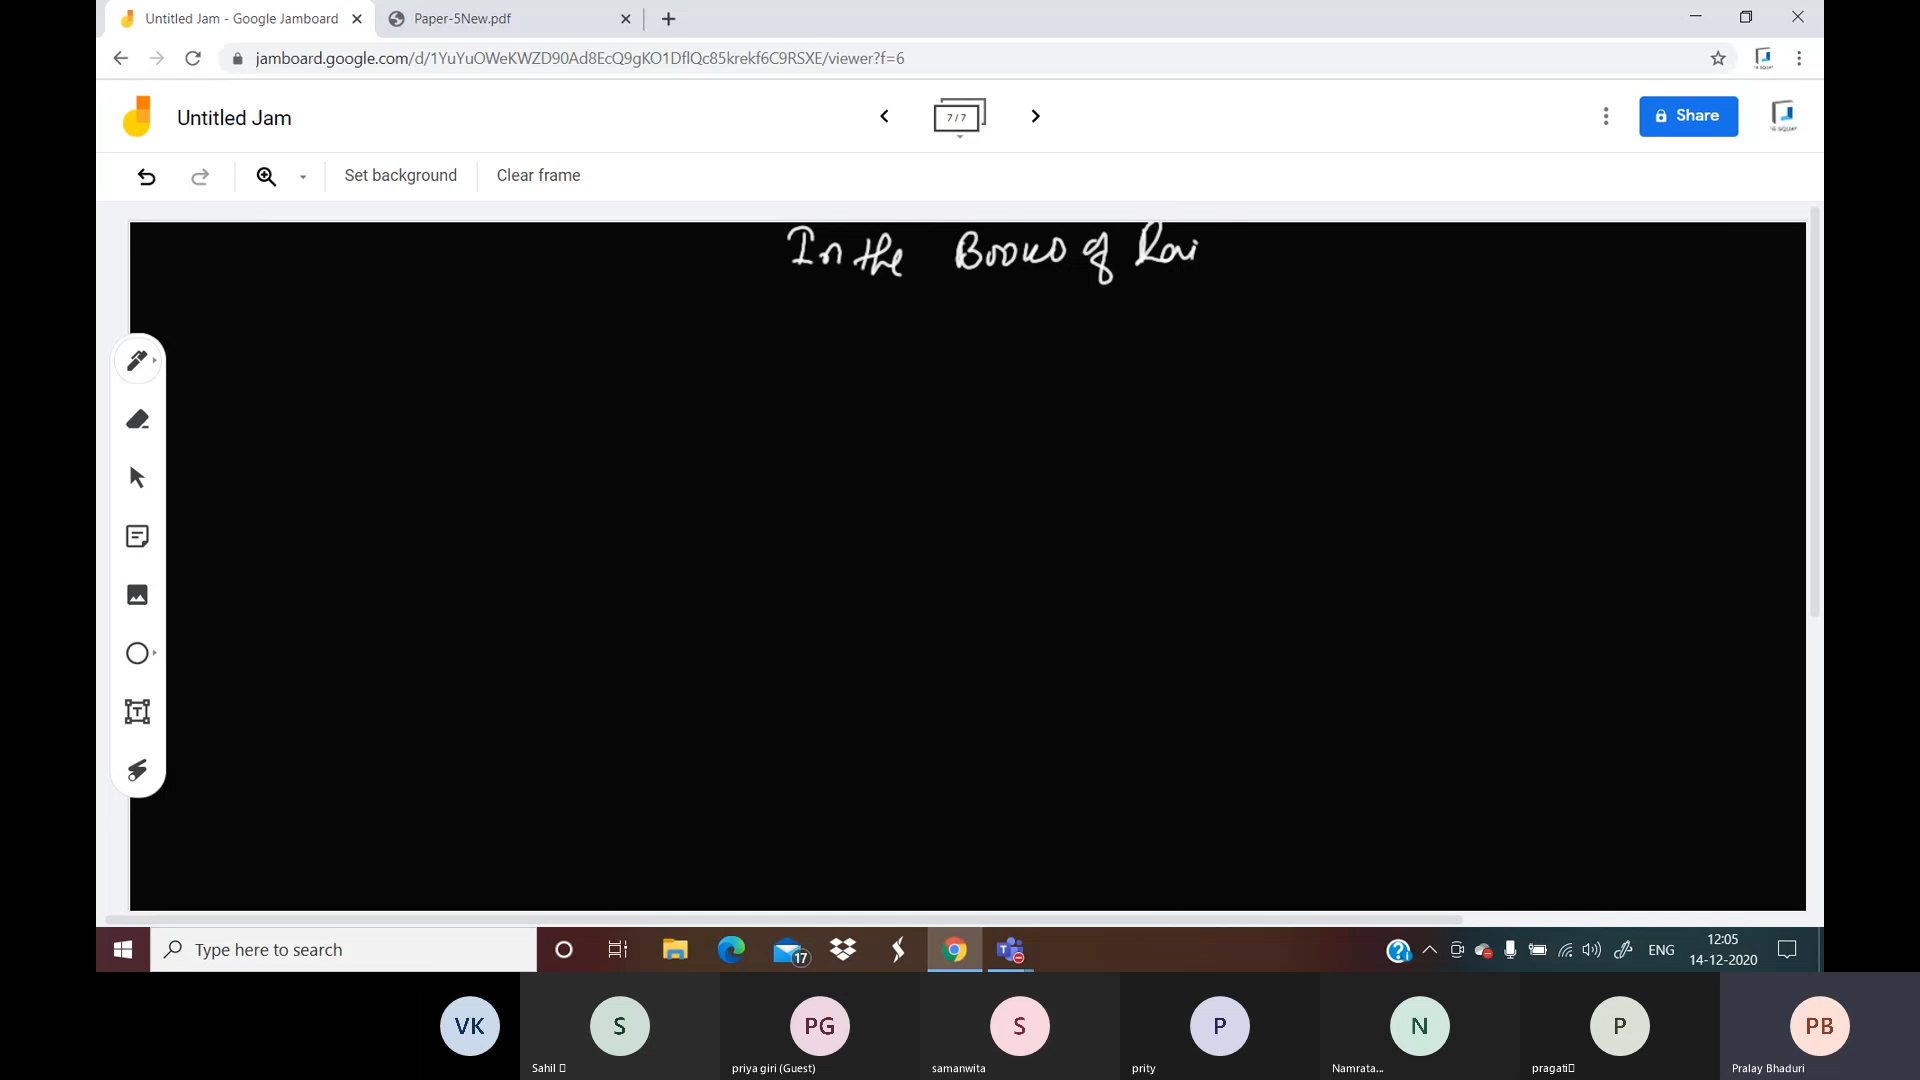 Untitled Jam - Google Jamboard
Paper-5New.pdf
jamboard.google.com/d/1YuYuOWeKWZD90Ad8EcQ9gKO1DflQc85krekf6C9RSXE/viewer?f=6
Untitled Jam
7 / 7
Share
Set background
Clear frame
In the Books of
Type here to search
17
ENG
12:05
14-12-2020
VK
S
PG
S
P
N
P
PB
Sahil
priya giri (Guest)
samanwita
prity
Namrata...
pragati
Pralay Bhaduri